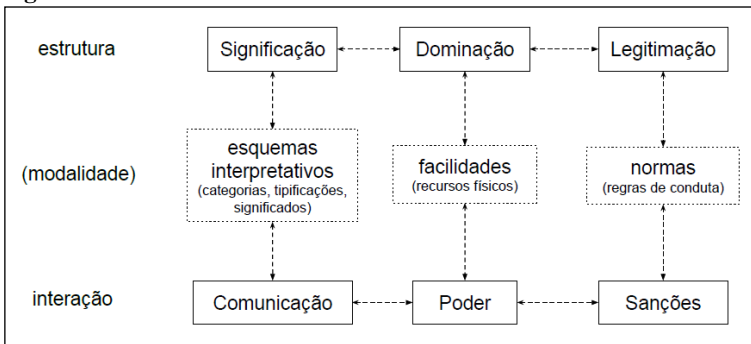 estrutura
Significação
Dominação
Legitimação
(modalidade)
esquemas
interpretativos
(categorias, tipificações,
significados)
facilidades
(recursos físicos)
normas
(regras de conduta)
interação
Comunicação
Poder
Sanções